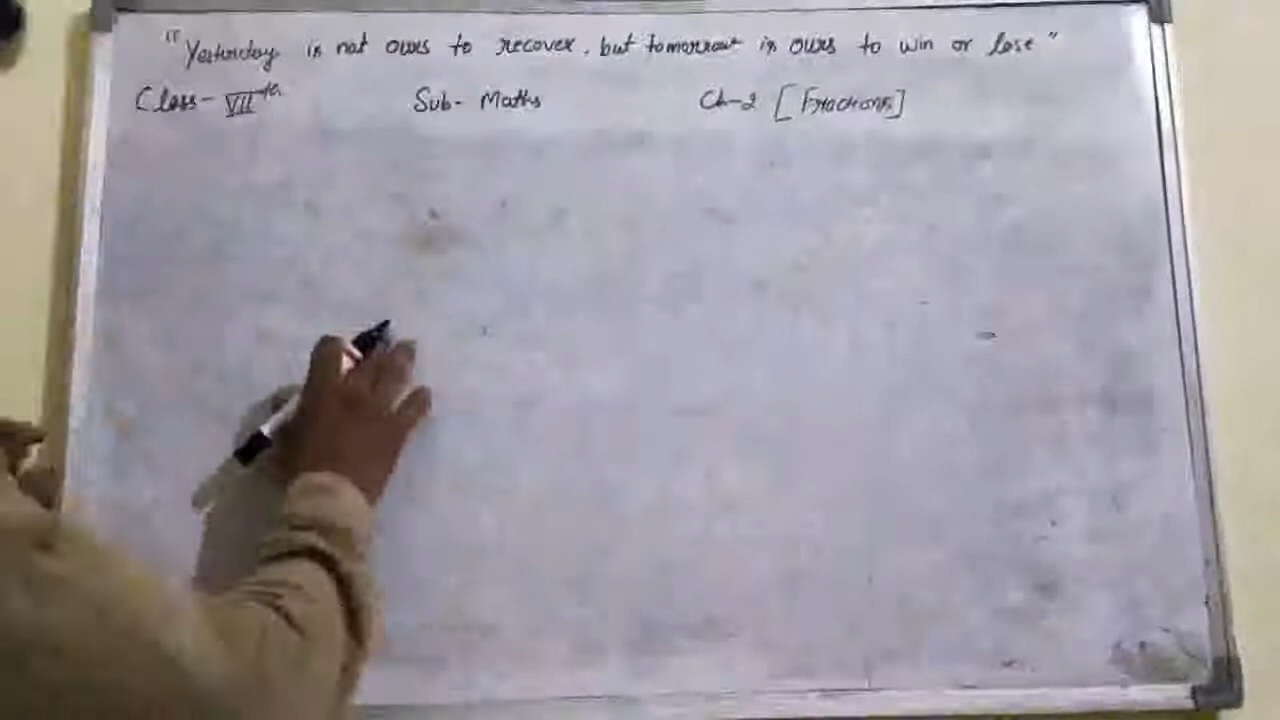 "Yesterday is not ours to recover, but tomorrow is ours to win or lose"
Class- VIIth Sub- Maths Ch-2 [Fractions]